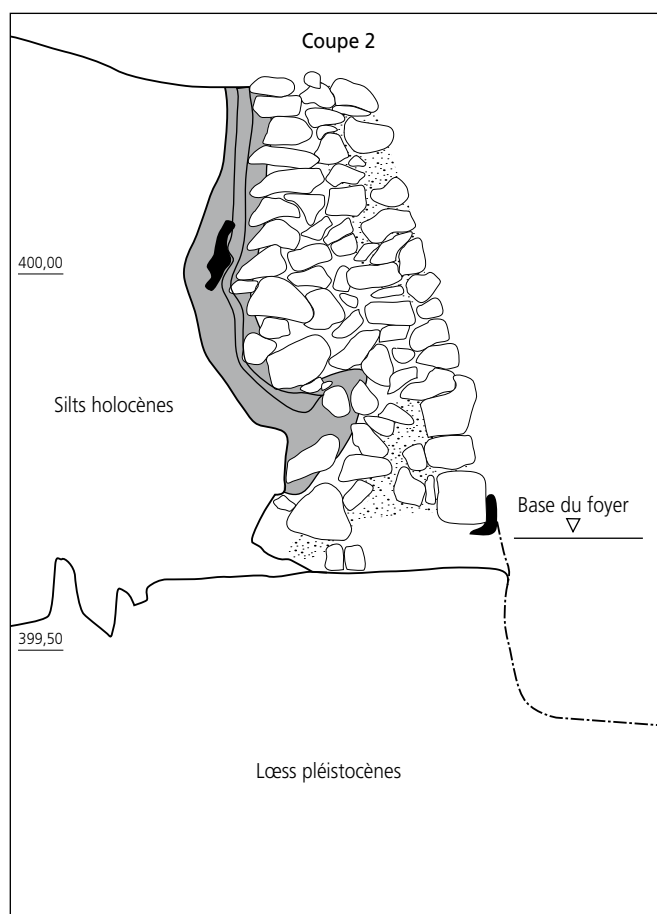 Coupe 2
400,00
Silts holocènes
Base du foyer
399,50
Lœss pléistocènes